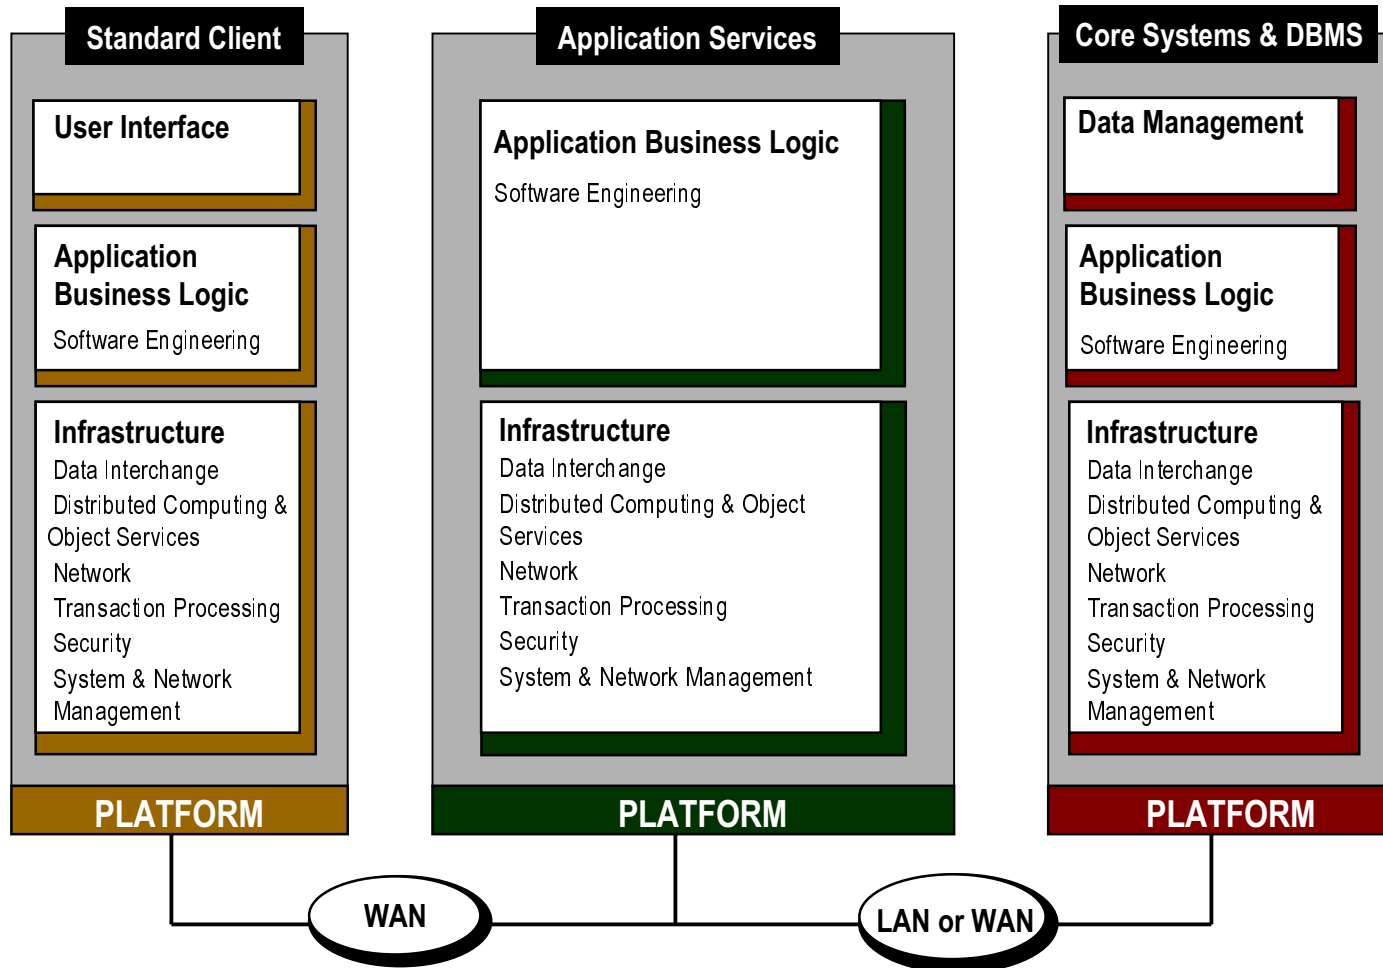 Standard Client
User Interface
Application
Business Logic
Software Engineering
Infrastructure
Data Interchange
Distributed Computing &
Object Services
Network
Transaction Processing
Security
System & Network
Management
PLATFORM
Application Services
Application Business Logic
Software Engineering
Infrastructure
Data Interchange
Distributed Computing & Object
Services
Network
Transaction Processing
Security
System & Network Management
PLATFORM
Core Systems & DBMS
Data Management
Application
Business Logic
Software Engineering
Infrastructure
Data Interchange
Distributed Computing &
Object Services
Network
Transaction Processing
Security
System & Network
Management
PLATFORM
WAN
LAN or WAN